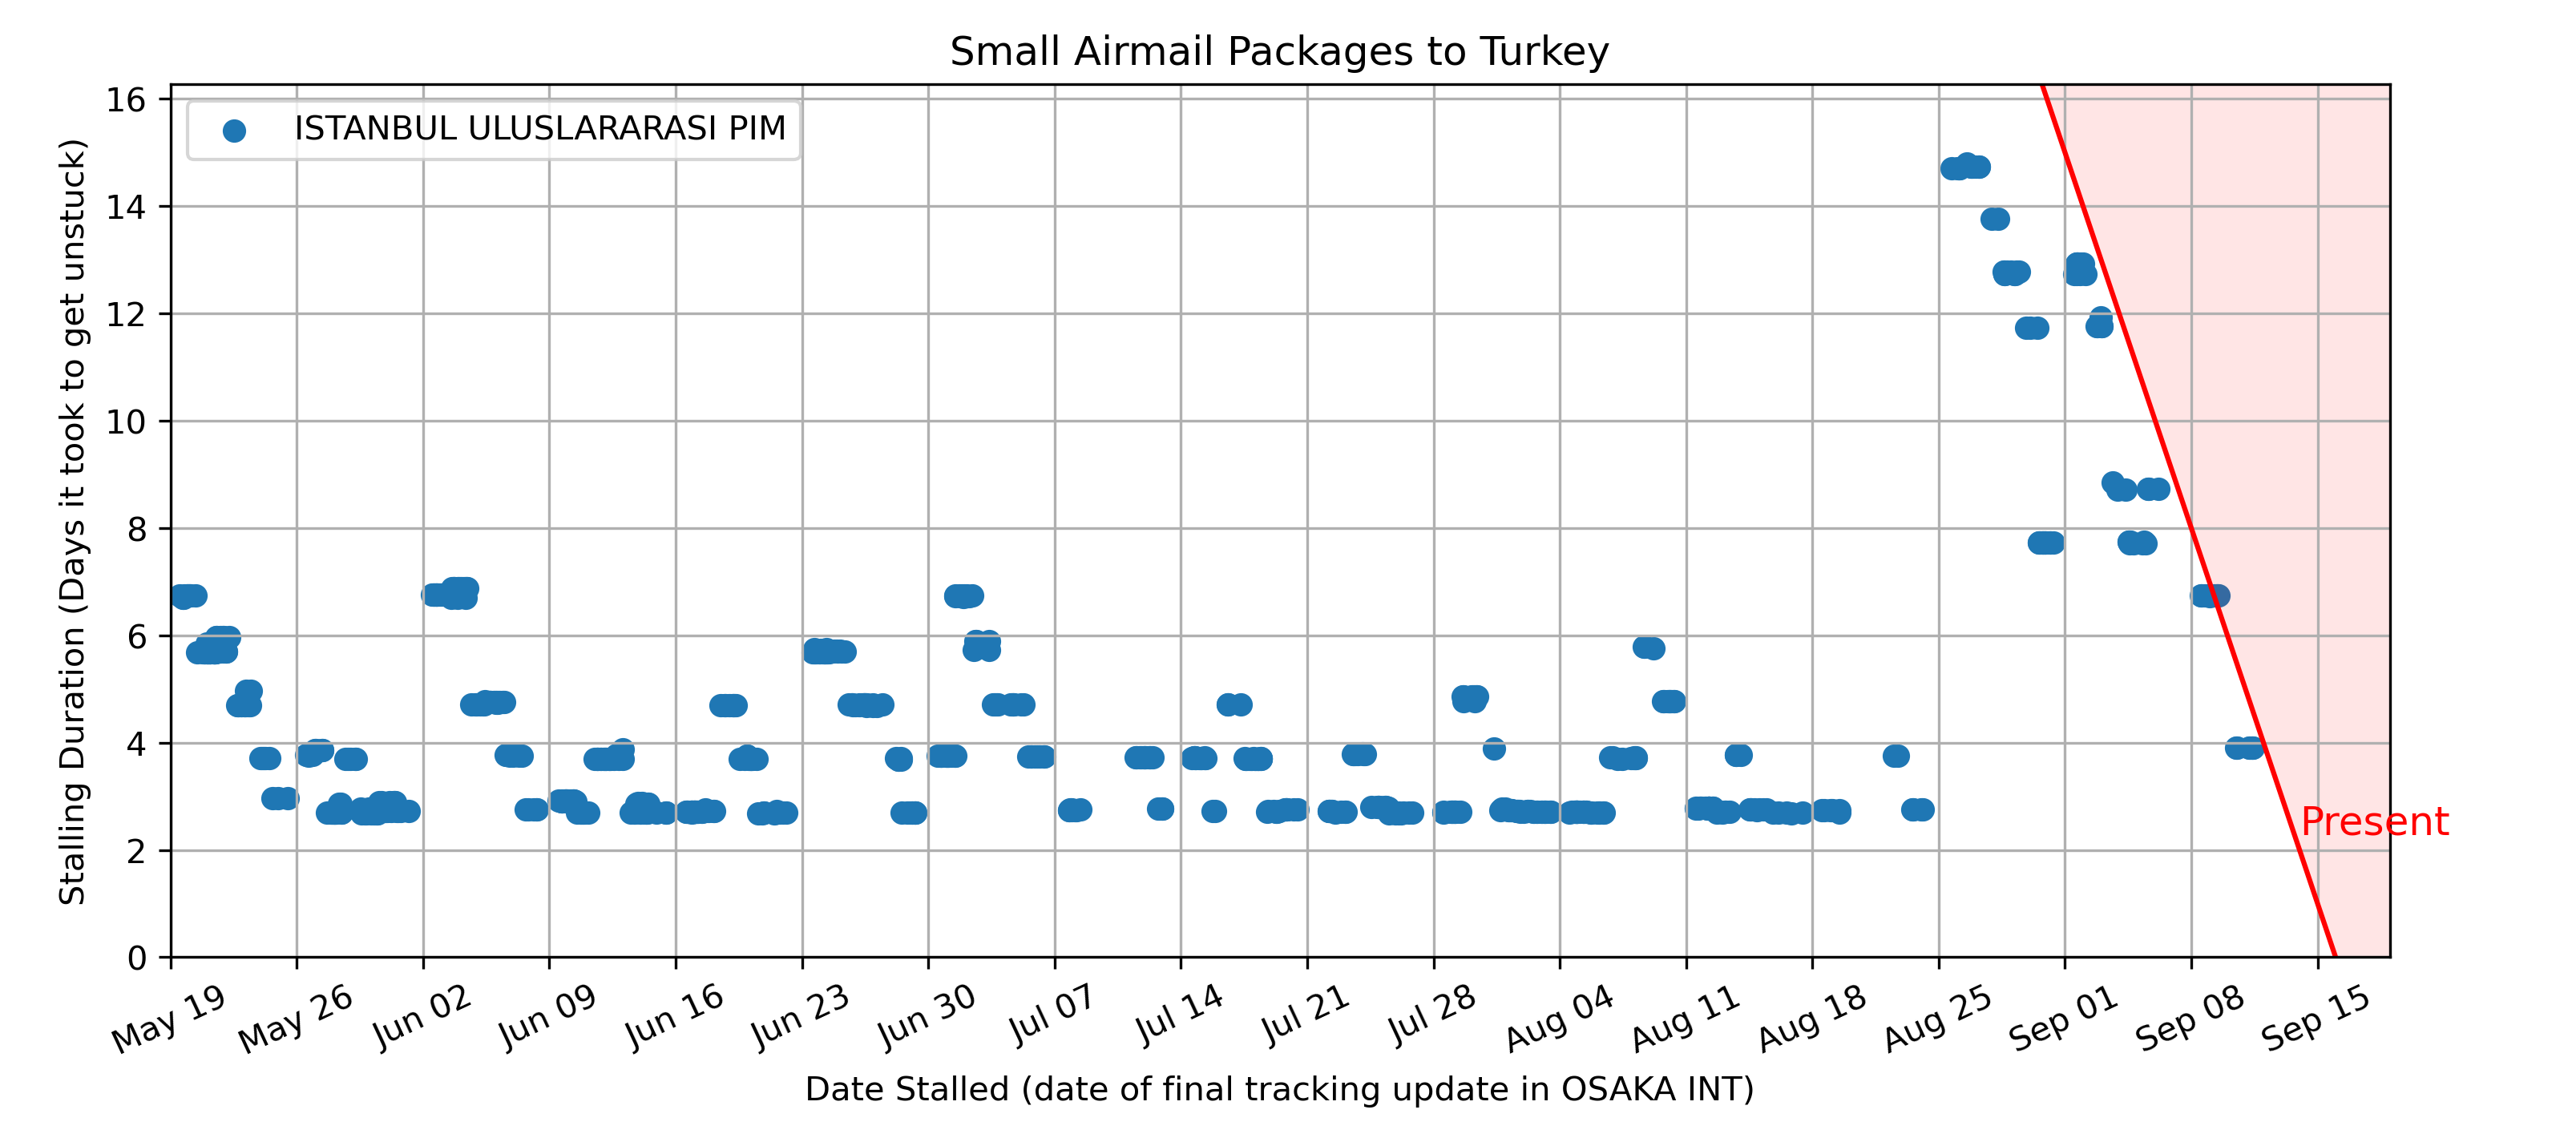 Small Airmail Packages to Turkey
ISTANBUL ULUSLARARASI PIM
Stalling Duration (Days it took to get unstuck)
16
14
12
10
8
6
4
2
0
Present
May 19
May 26
Jun 02
Jun 09
Jun 16
Jun 23
Jun 30
Jul 07
Jul 14
Jul 21
Jul 28
Aug 04
Aug 11
Aug 18
Aug 25
Sep 01
Sep 08
Sep 15
Date Stalled (date of final tracking update in OSAKA INT)